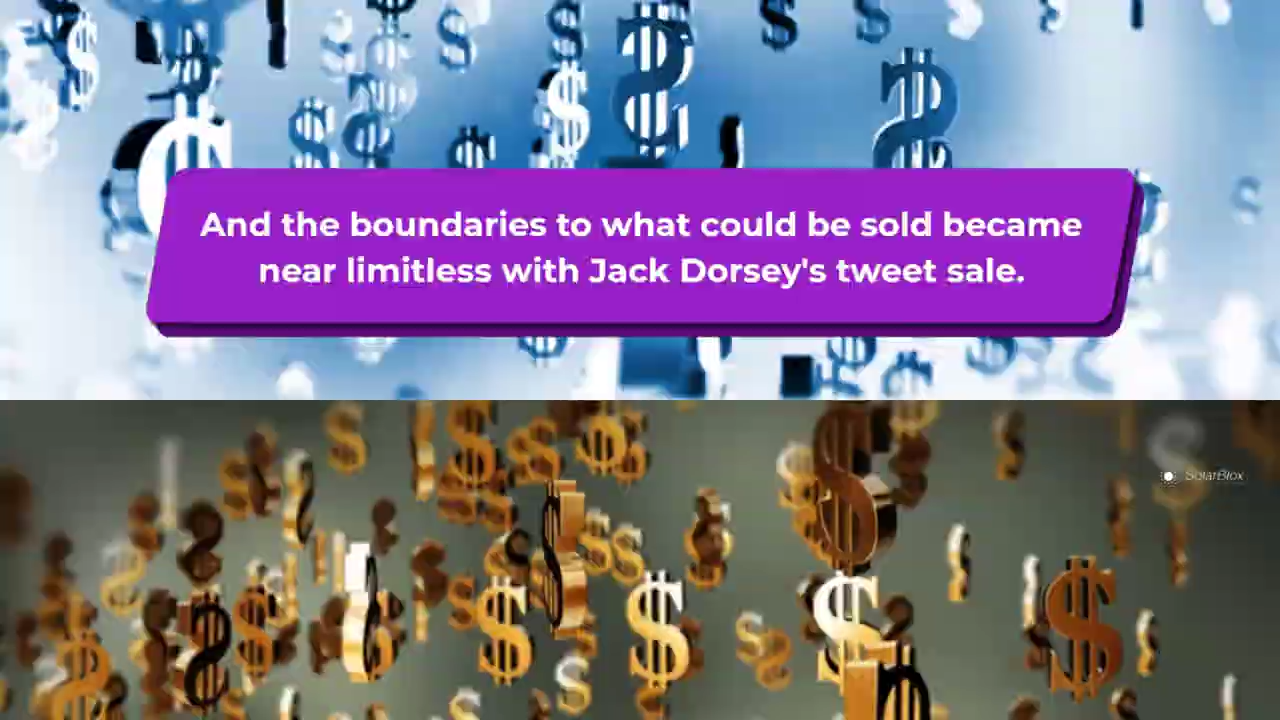 And the boundaries to what could be sold became
near limitless with Jack Dorsey's tweet sale.
SolarBlox